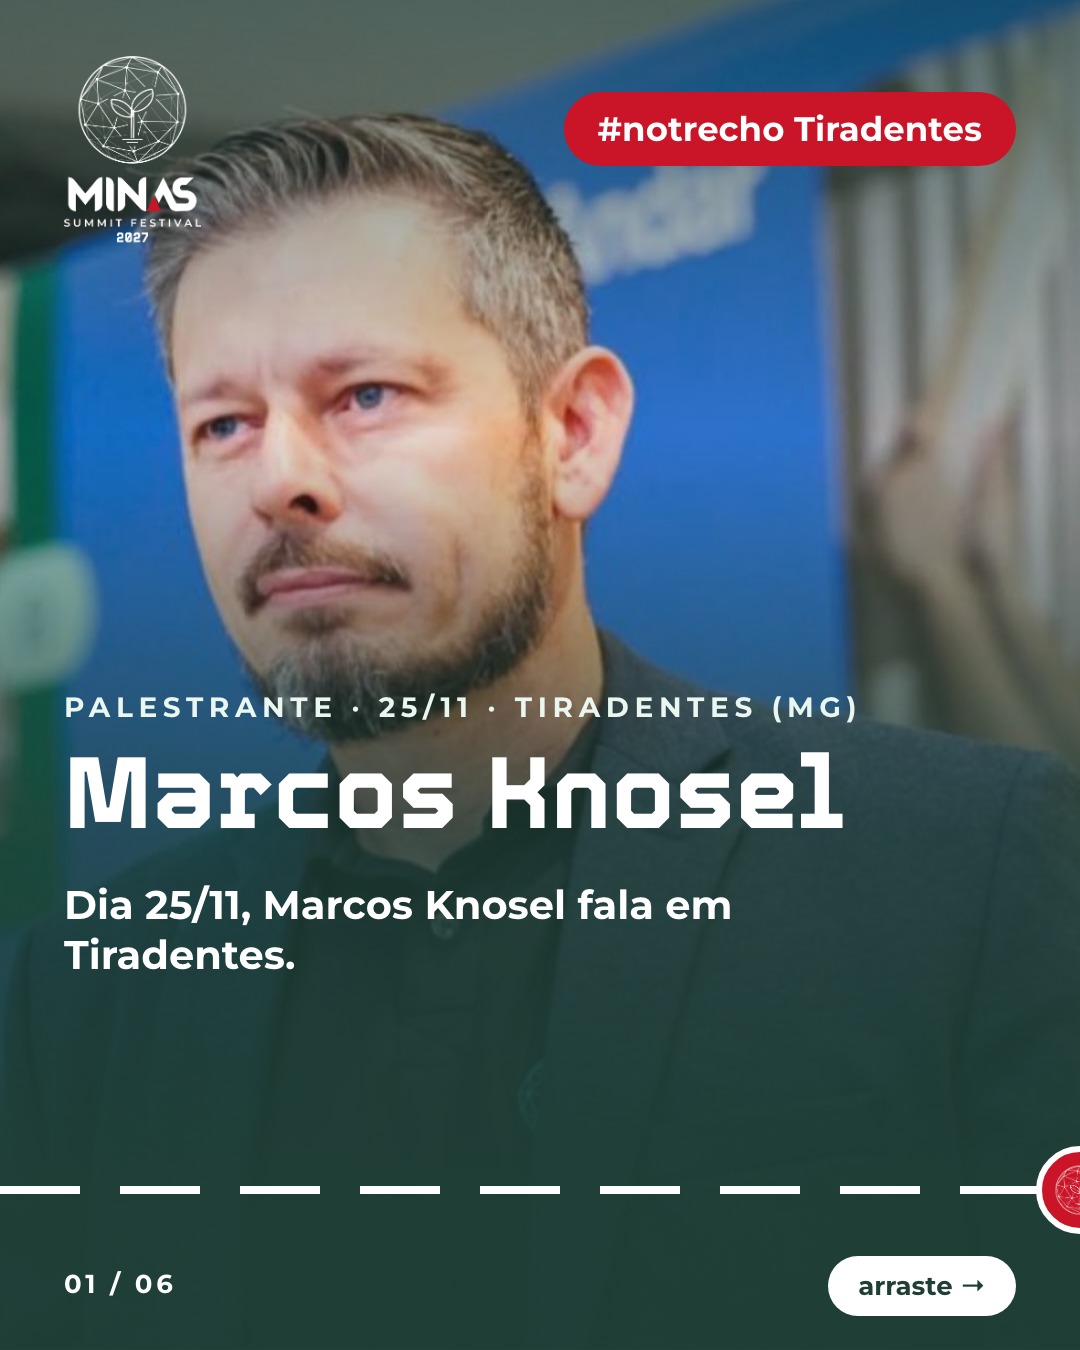 MINAS
SUMMIT FESTIVAL
2027
#notrecho Tiradentes
PALESTRANTE · 25/11 · TIRADENTES (MG)
Marcos Knosel
Dia 25/11, Marcos Knosel fala em
Tiradentes.
01 / 06
arraste →